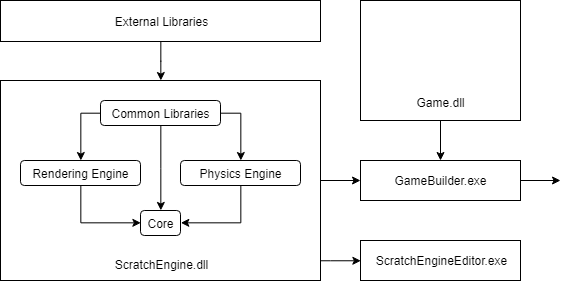 External Libraries
Common Libraries
Game.dll
Rendering Engine
Physics Engine
GameBuilder.exe
Core
ScratchEngine.dll
ScratchEngineEditor.exe